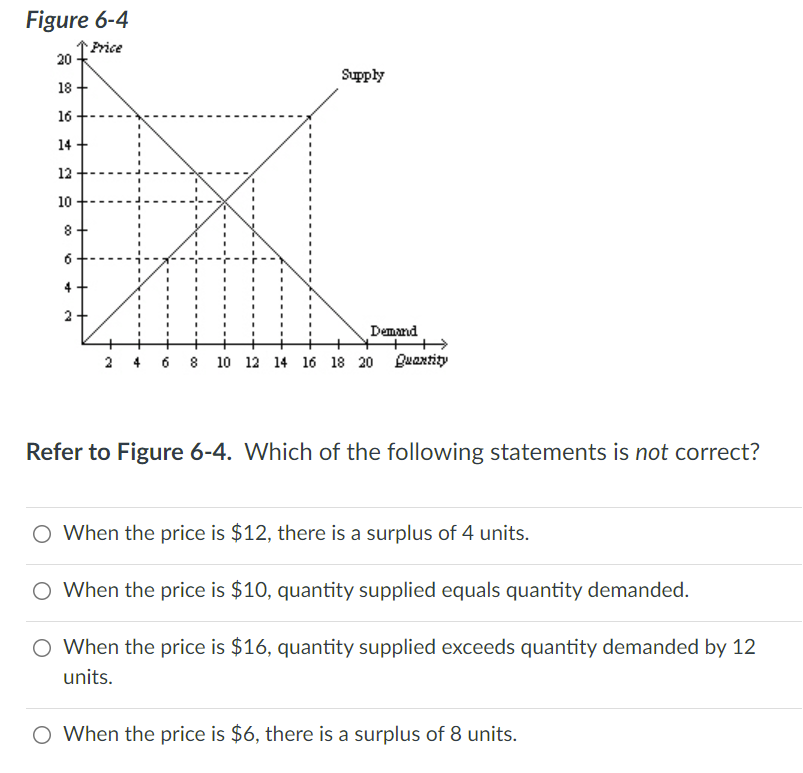 Figure 6-4
Price
20
Supply
18
16
14
12
10
8
6
4
2
Demand
2 4 6 8 10 12 14 16 18 20 Quantity
Refer to Figure 6-4. Which of the following statements is not correct?
When the price is $12, there is a surplus of 4 units.
When the price is $10, quantity supplied equals quantity demanded.
When the price is $16, quantity supplied exceeds quantity demanded by 12
units.
When the price is $6, there is a surplus of 8 units.